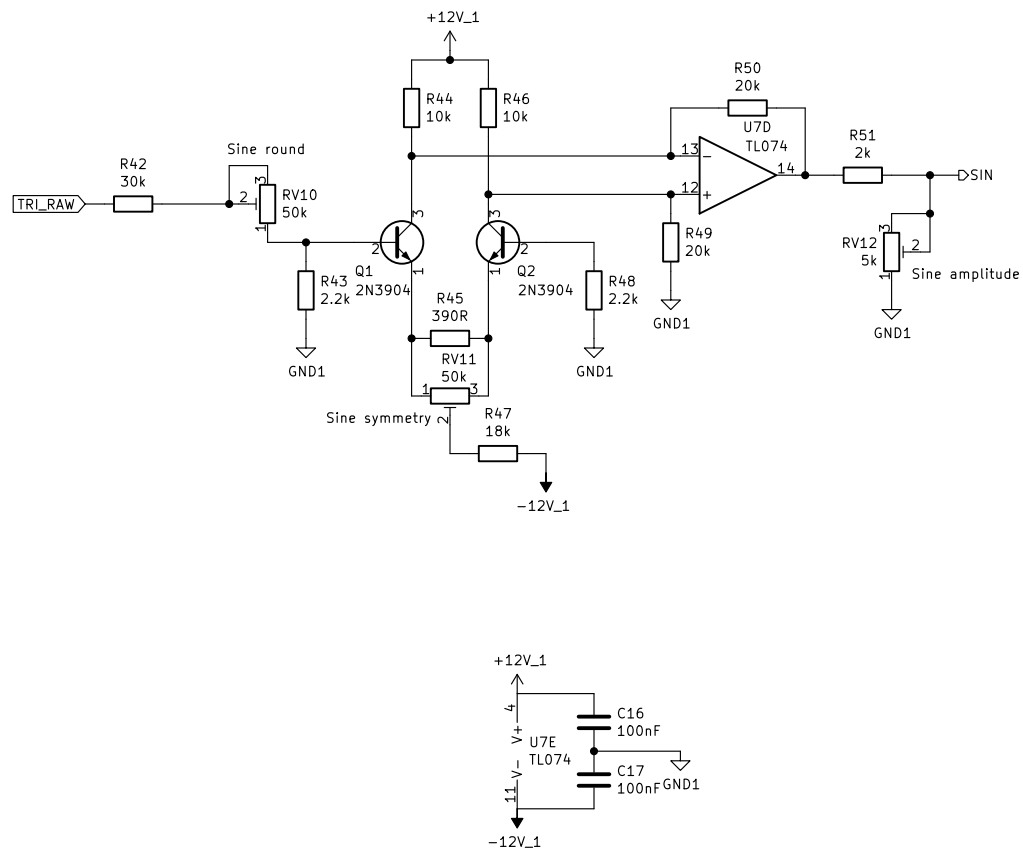 +12V_1
R44
10k
R46
10k
R50
20k
U7D
TL074
13
−
12
+
14
R51
2k
SIN
R42
30k
TRI_RAW
Sine round
3
2
1
RV10
50k
3
2
1
Q1
2N3904
3
2
1
Q2
2N3904
R43
2.2k
GND1
R48
2.2k
GND1
R49
20k
GND1
3
RV12
5k
2
1
Sine amplitude
GND1
R45
390R
RV11
50k
1
3
Sine symmetry
2
R47
18k
-12V_1
+12V_1
4
V+
U7E
TL074
V-
11
C16
100nF
C17
100nF
GND1
-12V_1